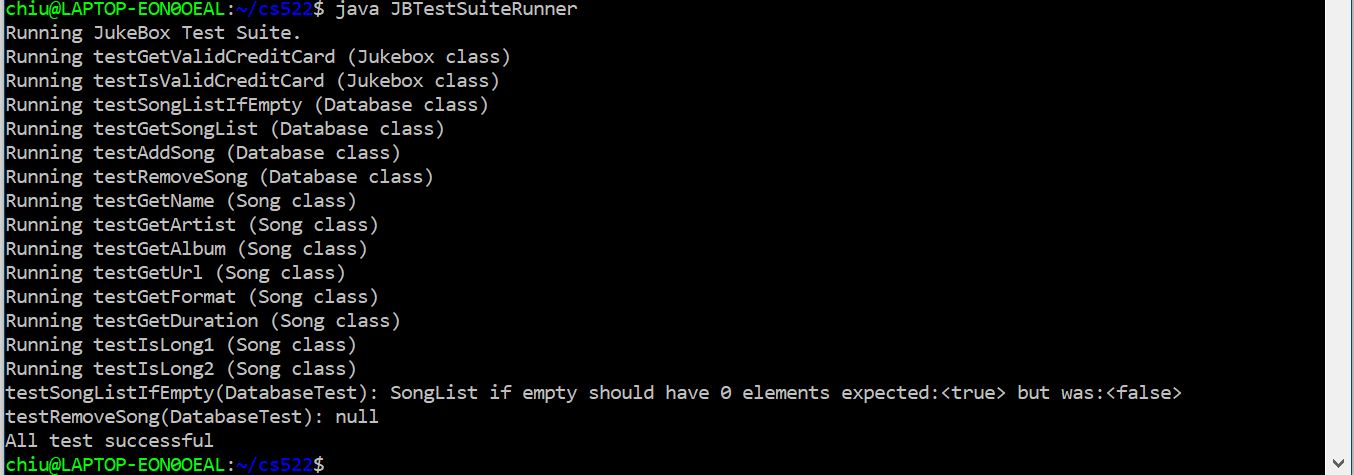 chiu@LAPTOP-EON0OEAL:~/cs522$ java JBTestSuiteRunner
Running JukeBox Test Suite.
Running testGetValidCreditCard (Jukebox class)
Running testIsValidCreditCard (Jukebox class)
Running testSongListIfEmpty (Database class)
Running testGetSongList (Database class)
Running testAddSong (Database class)
Running testRemoveSong (Database class)
Running testGetName (Song class)
Running testGetArtist (Song class)
Running testGetAlbum (Song class)
Running testGetUrl (Song class)
Running testGetFormat (Song class)
Running testGetDuration (Song class)
Running testIsLong1 (Song class)
Running testIsLong2 (Song class)
testSongListIfEmpty(DatabaseTest): SongList if empty should have 0 elements expected:<true> but was:<false>
testRemoveSong(DatabaseTest): null
All test successful
chiu@LAPTOP-EON0OEAL:~/cs522$